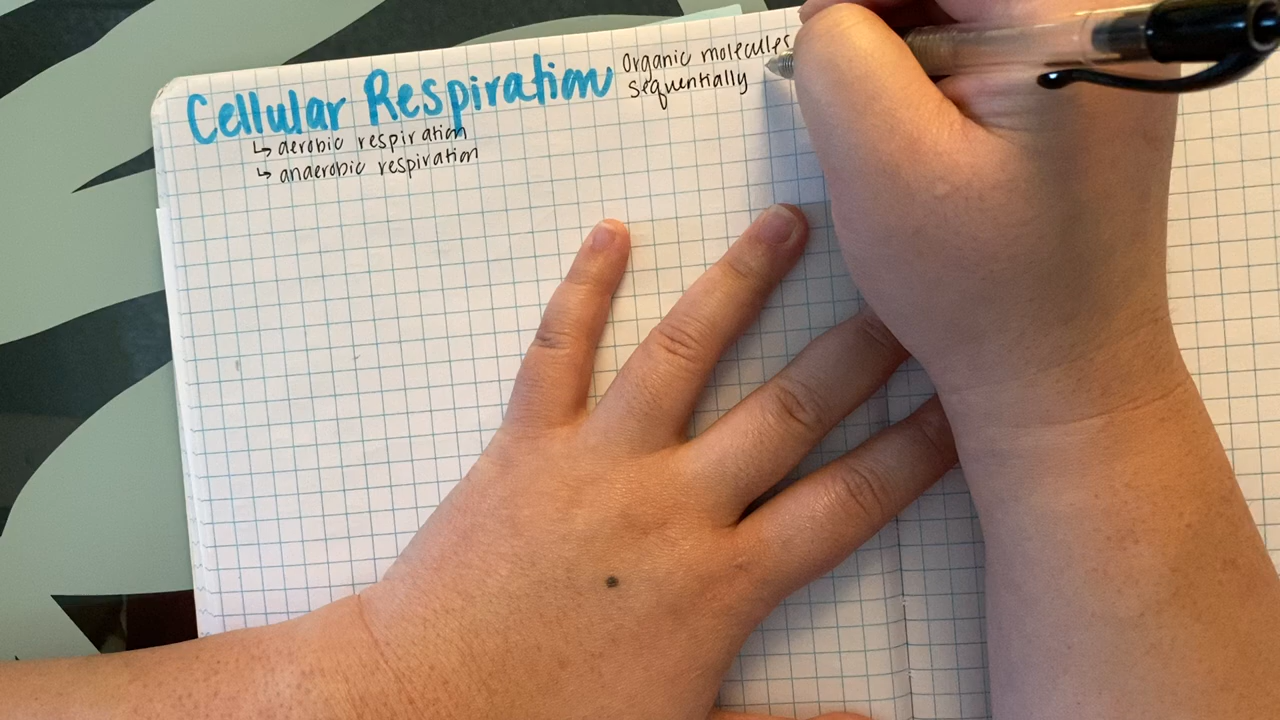 Cellular Respiration
↳ aerobic respiration
↳ anaerobic respiration
Organic molecules
sequentially